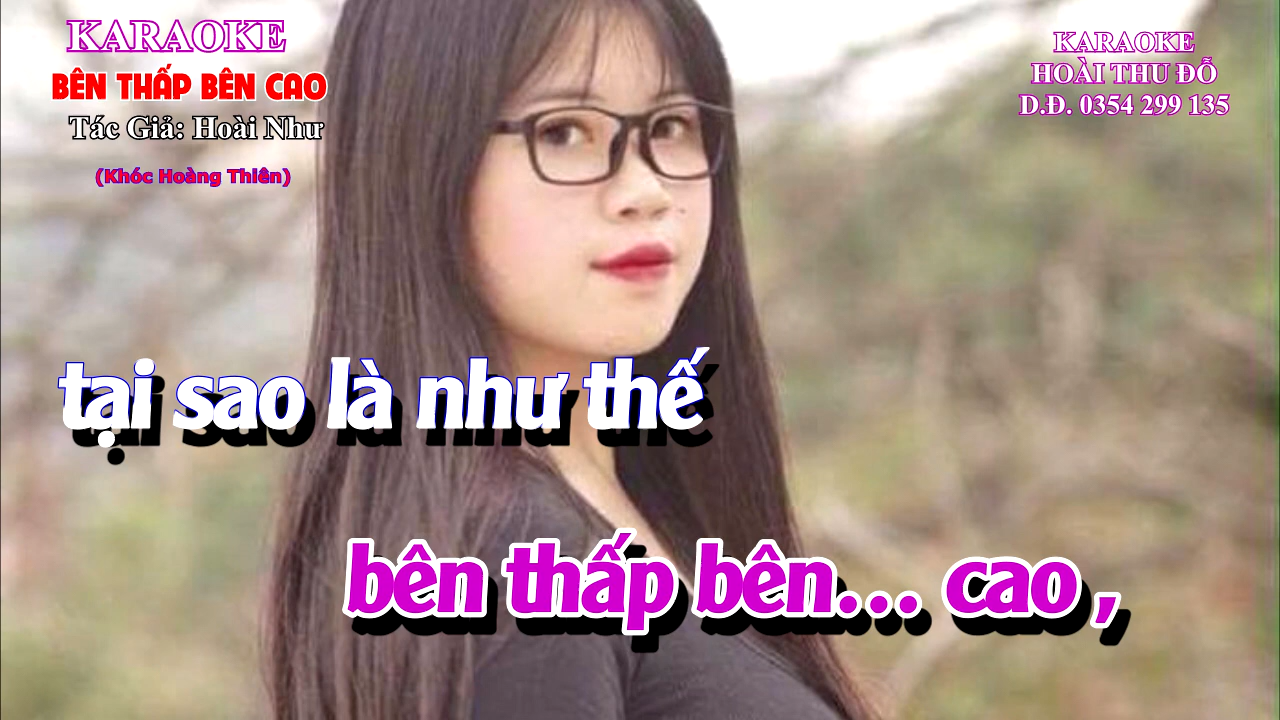 KARAOKE
BÊN THẤP BÊN CAO
Tác Giả: Hoài Như
(Khóc Hoàng Thiên)
KARAOKE
HOÀI THU ĐỖ
D.Đ. 0354 299 135
tại sao là như thế
bên thấp bên... cao ,